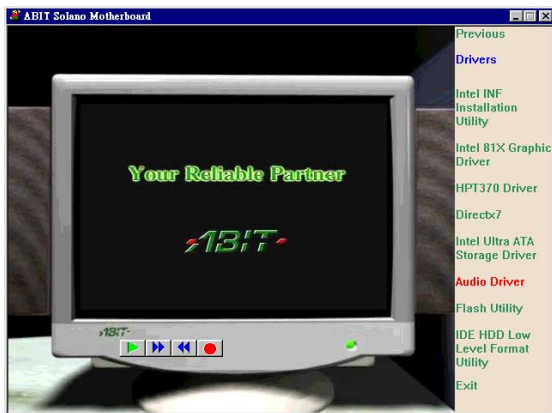 ABIT Solano Motherboard
Your Reliable Partner
ABIT
ABIT
Previous
Drivers
Intel INF
Installation
Utility
Intel 81X Graphic
Driver
HPT370 Driver
Directx7
Intel Ultra ATA
Storage Driver
Audio Driver
Flash Utility
IDE HDD Low
Level Format
Utility
Exit